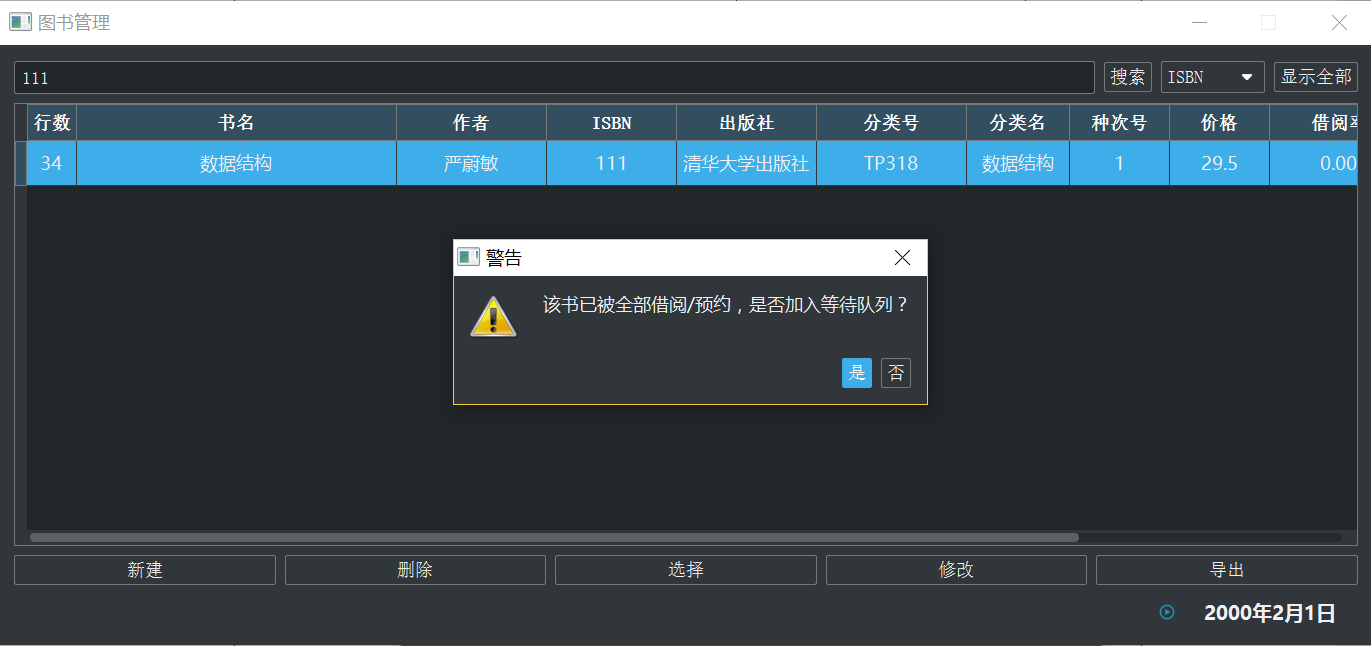 图书管理
111 搜索 ISBN 显示全部
行数 书名 作者 ISBN 出版社 分类号 分类名 种次号 价格 借阅
34 数据结构 严蔚敏 111 清华大学出版社 TP318 数据结构 1 29.5 0.00
警告
该书已被全部借阅/预约，是否加入等待队列？
是 否
新建 删除 选择 修改 导出
2000年2月1日